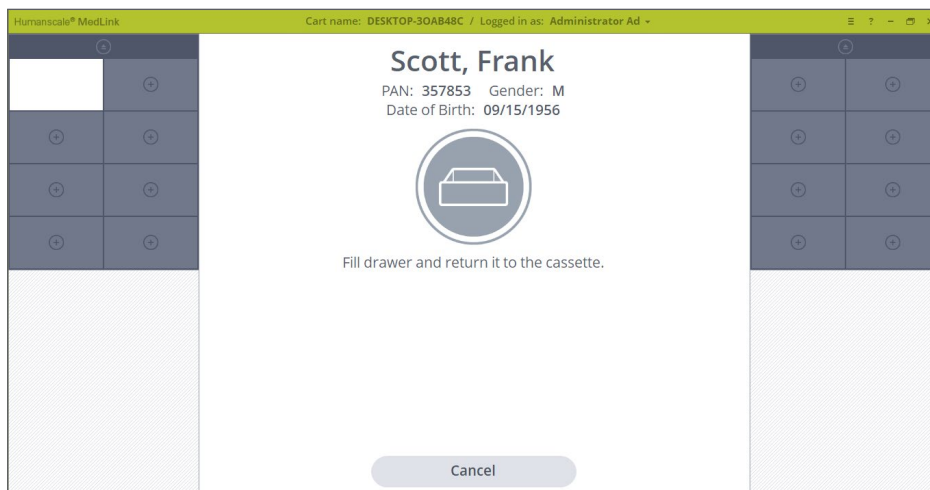 Humanscale® MedLink
Cart name: DESKTOP-3OAB48C / Logged in as: Administrator Ad
Scott, Frank
PAN: 357853 Gender: M
Date of Birth: 09/15/1956
Fill drawer and return it to the cassette.
Cancel